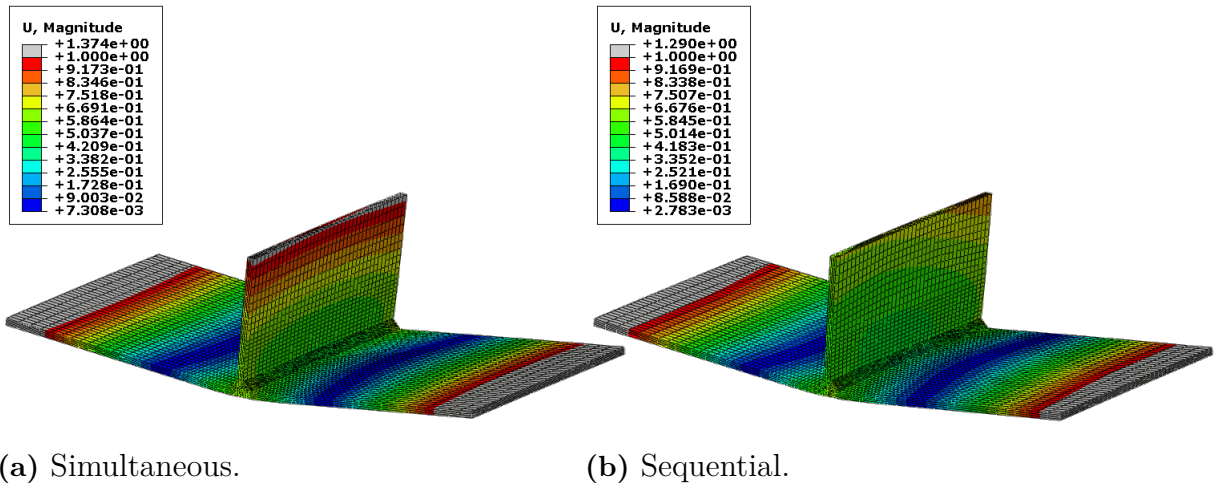 U, Magnitude
+1.374e+00
+1.000e+00
+9.173e-01
+8.346e-01
+7.518e-01
+6.691e-01
+5.864e-01
+5.037e-01
+4.209e-01
+3.382e-01
+2.555e-01
+1.728e-01
+9.003e-02
+7.308e-03
U, Magnitude
+1.290e+00
+1.000e+00
+9.169e-01
+8.338e-01
+7.507e-01
+6.676e-01
+5.845e-01
+5.014e-01
+4.183e-01
+3.352e-01
+2.521e-01
+1.690e-01
+8.588e-02
+2.783e-03
(a) Simultaneous.
(b) Sequential.